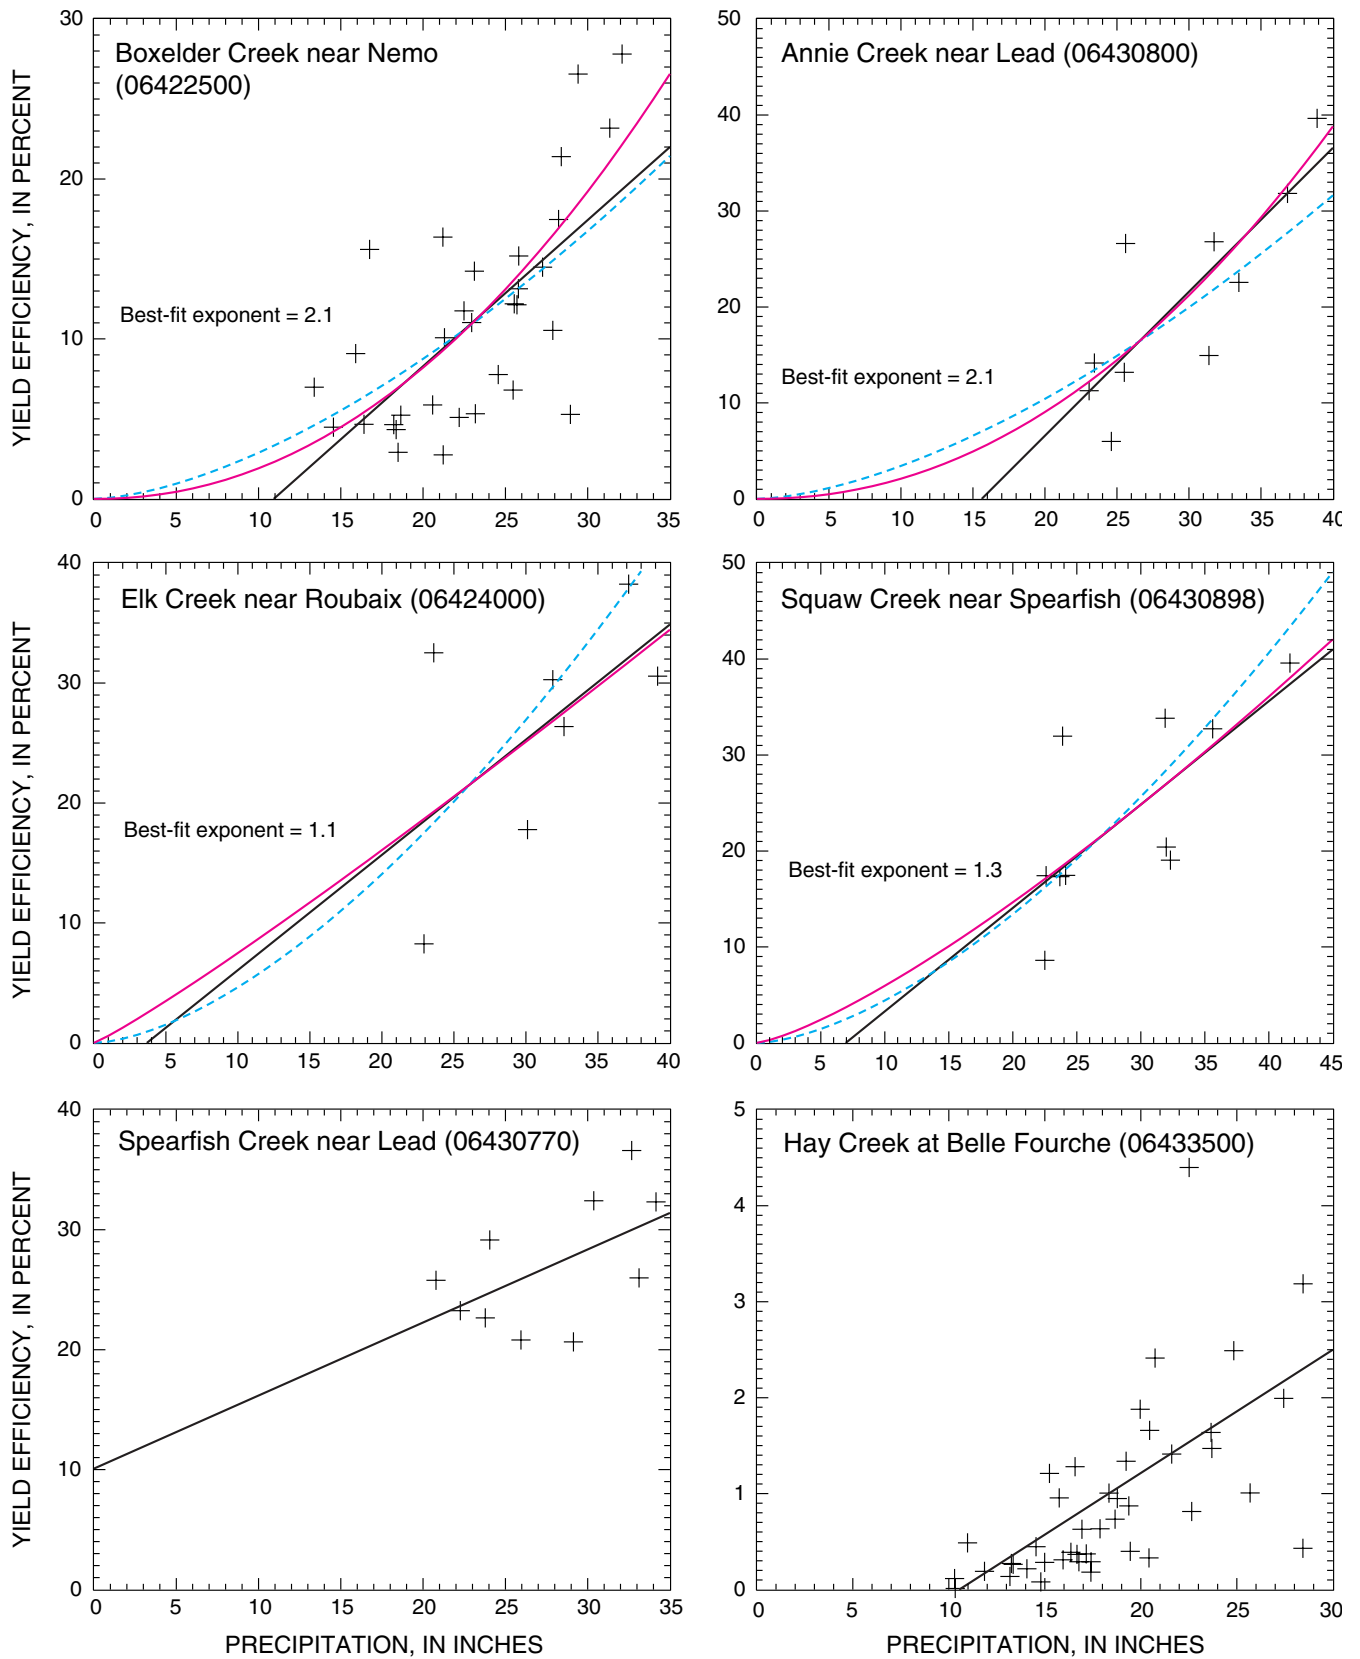 YIELD EFFICIENCY, IN PERCENT
30
20
10
0
Boxelder Creek near Nemo
(06422500)
Best-fit exponent = 2.1
0 5 10 15 20 25 30 35
50
40
30
20
10
0
Annie Creek near Lead (06430800)
Best-fit exponent = 2.1
0 5 10 15 20 25 30 35 40
YIELD EFFICIENCY, IN PERCENT
40
30
20
10
0
Elk Creek near Roubaix (06424000)
Best-fit exponent = 1.1
0 5 10 15 20 25 30 35 40
50
40
30
20
10
0
Squaw Creek near Spearfish (06430898)
Best-fit exponent = 1.3
0 5 10 15 20 25 30 35 40 45
YIELD EFFICIENCY, IN PERCENT
40
30
20
10
0
Spearfish Creek near Lead (06430770)
0 5 10 15 20 25 30 35
PRECIPITATION, IN INCHES
5
4
3
2
1
0
Hay Creek at Belle Fourche (06433500)
0 5 10 15 20 25 30
PRECIPITATION, IN INCHES